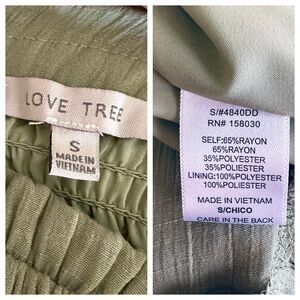 LOVE TREE
S
MADE IN
VIETNAM
S/#4840DD
RN# 158030
SELF:65%RAYON
65%RAYON
35%POLYESTER
35%POLIESTER
LINING:100%POLYESTER
100%POLIESTER
MADE IN VIETNAM
S/CHICO
CARE IN THE BACK